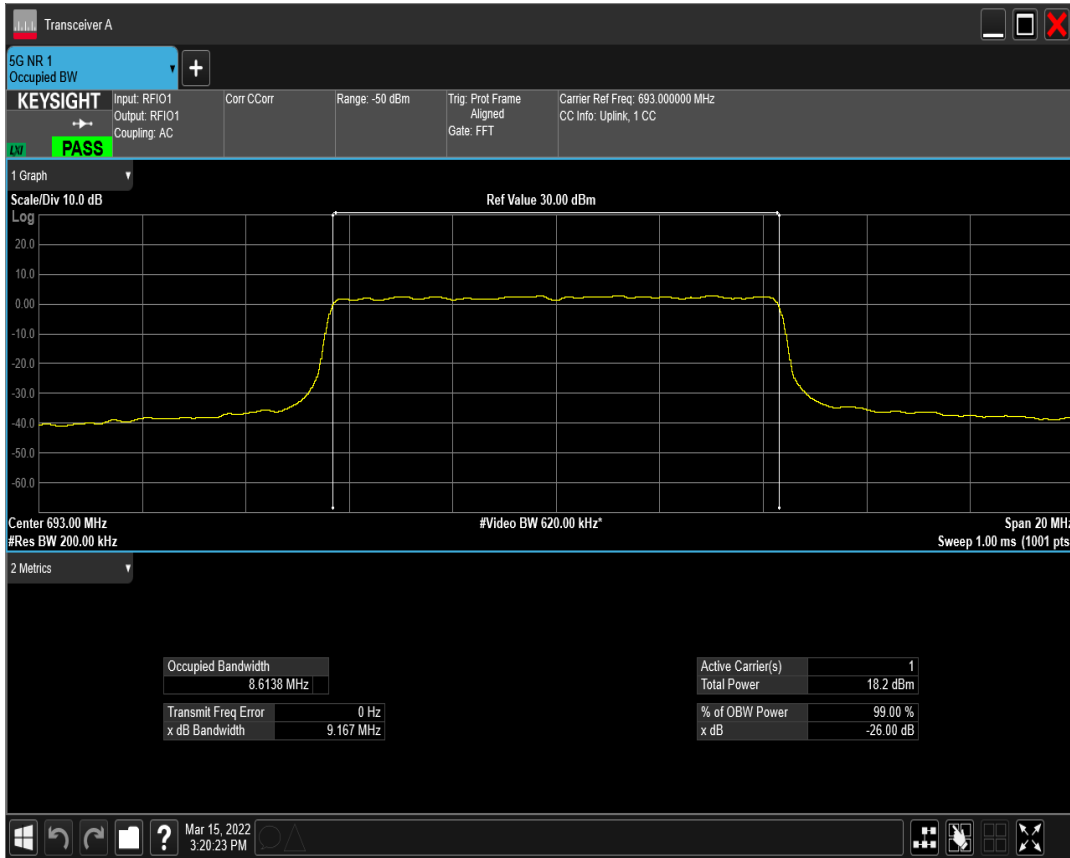 Transceiver A
5G NR 1
Occupied BW
+
KEYSIGHT
LXI
PASS
Input: RFIO1
Output: RFIO1
Coupling: AC
Corr CCorr
Range: -50 dBm
Trig: Prot Frame
Aligned
Gate: FFT
Carrier Ref Freq: 693.000000 MHz
CC Info: Uplink, 1 CC
1 Graph
Scale/Div 10.0 dB
Ref Value 30.00 dBm
Log
20.0
10.0
0.00
-10.0
-20.0
-30.0
-40.0
-50.0
-60.0
Center 693.00 MHz
#Video BW 620.00 kHz*
Span 20 MHz
#Res BW 200.00 kHz
Sweep 1.00 ms (1001 pts
2 Metrics
Occupied Bandwidth
8.6138 MHz
Transmit Freq Error 0 Hz
x dB Bandwidth 9.167 MHz
Active Carrier(s) 1
Total Power 18.2 dBm
% of OBW Power 99.00 %
x dB -26.00 dB
?
Mar 15, 2022
3:20:23 PM